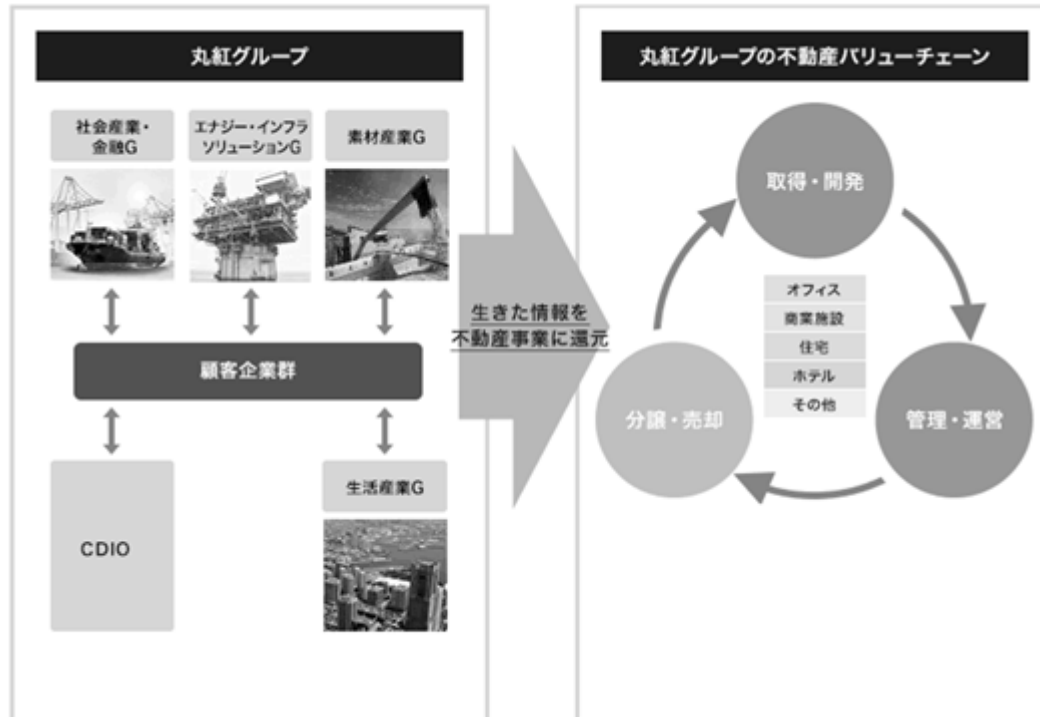 丸紅グループ
社会産業・
金融G
エナジー・インフラ
ソリューションG
素材産業G
顧客企業群
CDIO
生活産業G
生きた情報を
不動産事業に還元
丸紅グループの不動産バリューチェーン
取得・開発
オフィス
商業施設
住宅
ホテル
その他
分譲・売却
管理・運営